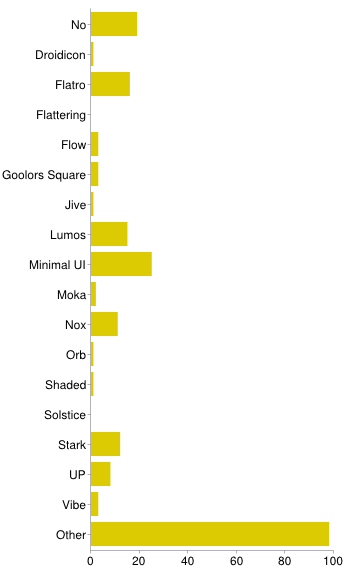 No
Droidicon
Flatro
Flattering
Flow
Goolors Square
Jive
Lumos
Minimal UI
Moka
Nox
Orb
Shaded
Solstice
Stark
UP
Vibe
Other
0 20 40 60 80 100